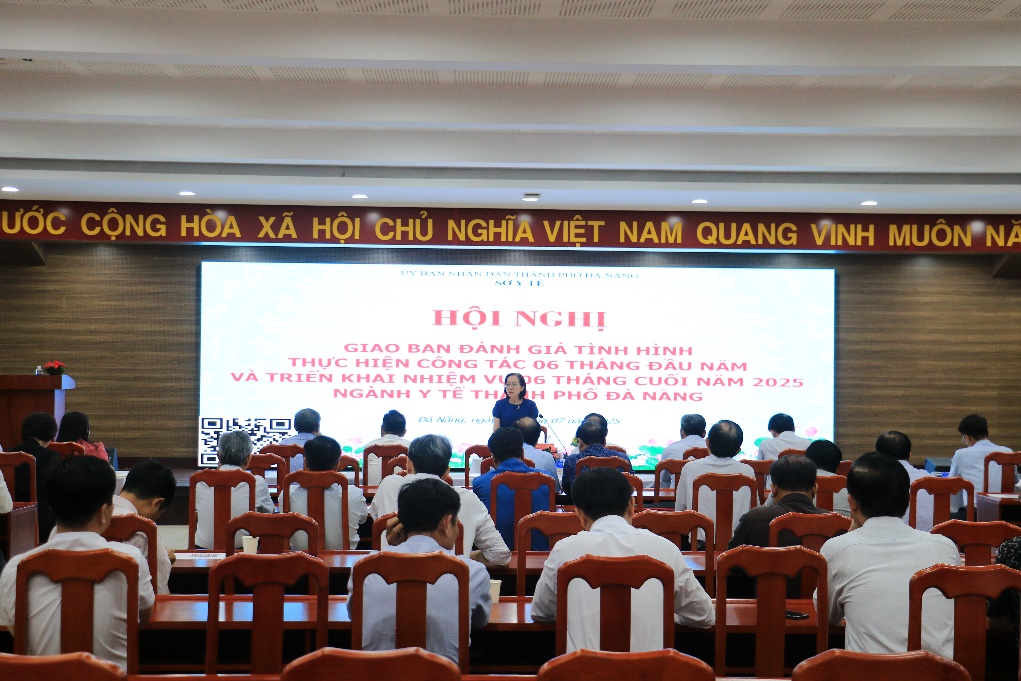 ƯỚC CỘNG HÒA XÃ HỘI CHỦ NGHĨA VIỆT NAM QUANG VINH MUÔN NĂ
ỦY BAN NHÂN DÂN THÀNH PHỐ ĐÀ NẴNG
SỞ Y TẾ
HỘI NGHỊ
GIAO BAN ĐÁNH GIÁ TÌNH HÌNH
THỰC HIỆN CÔNG TÁC 06 THÁNG ĐẦU NĂM
VÀ TRIỂN KHAI NHIỆM VỤ 06 THÁNG CUỐI NĂM 2025
NGÀNH Y TẾ THÀNH PHỐ ĐÀ NẴNG
Đà Nẵng, ngày 07